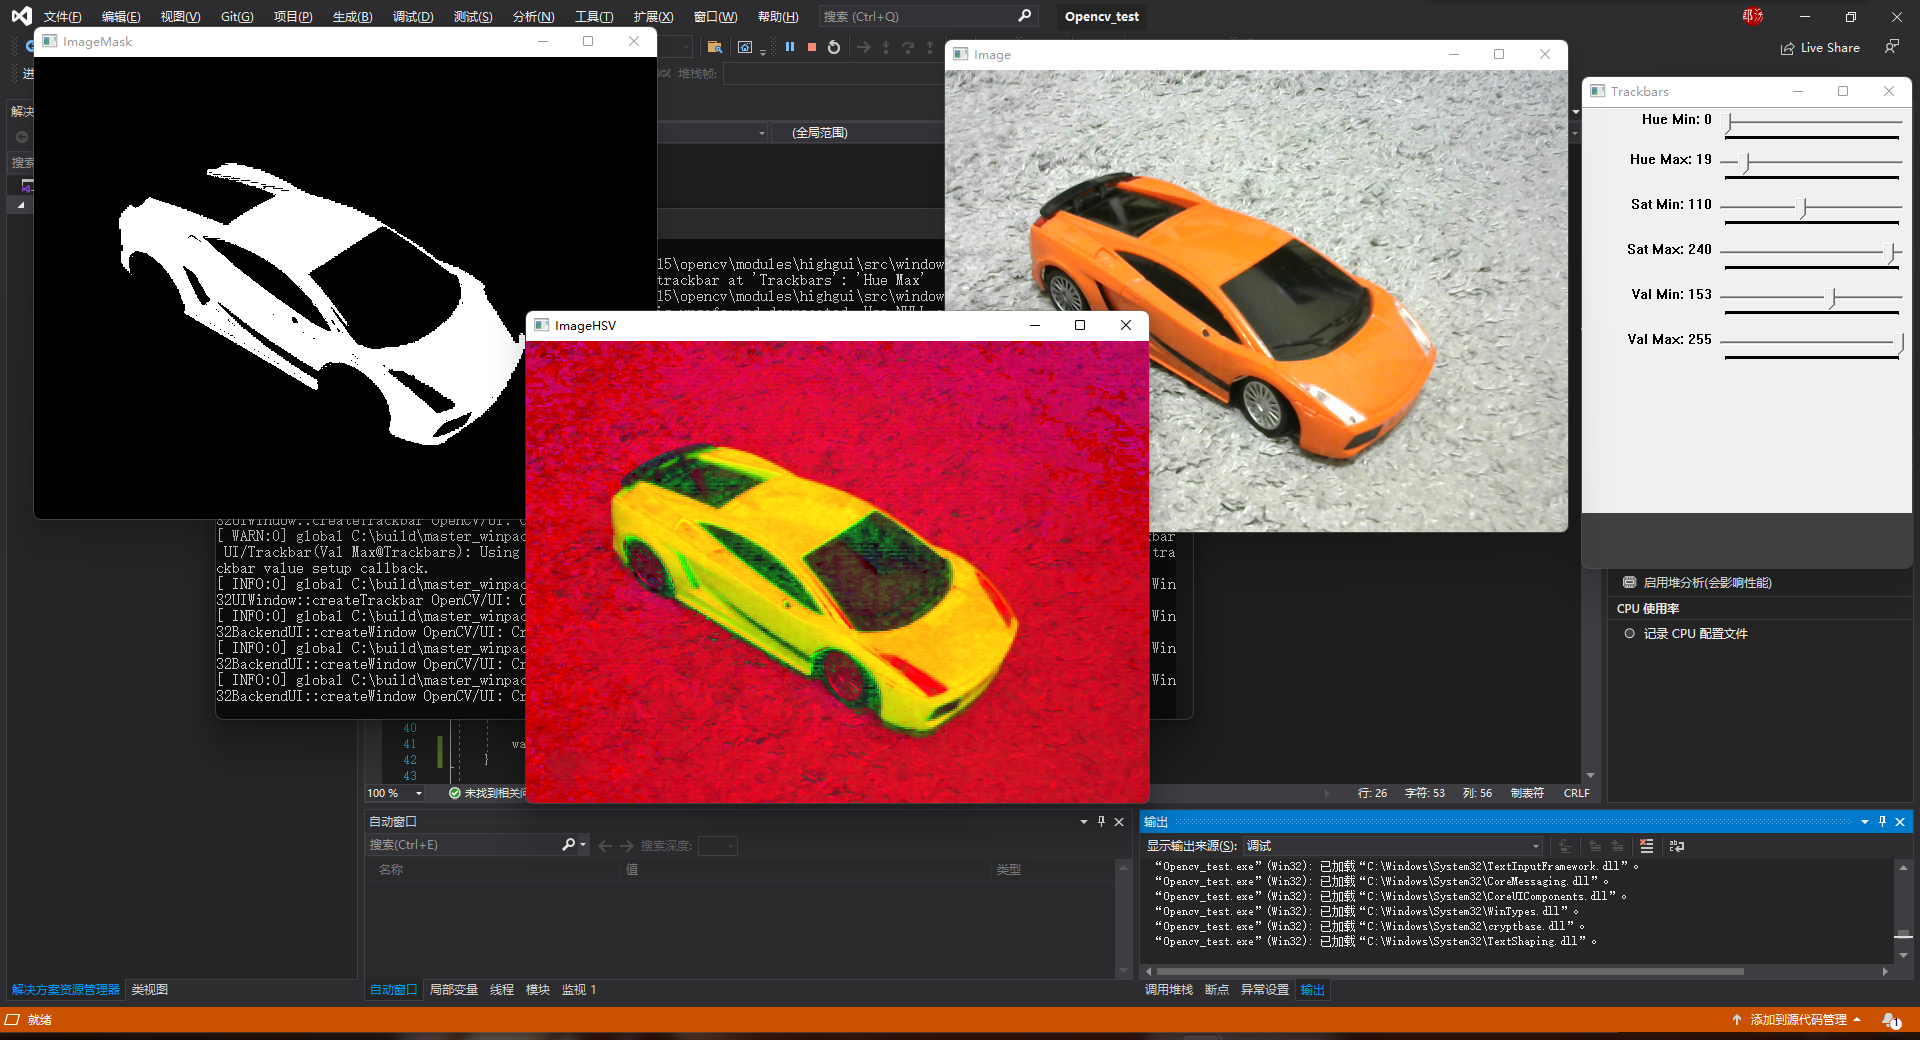 文件(F) 编辑(E) 视图(V) Git(G) 项目(P) 生成(B) 调试(D) 测试(S) 分析(N) 工具(T) 扩展(X) 窗口(W) 帮助(H) 搜索 (Ctrl+Q) Opencv_test
Live Share
ImageMask
堆栈帧:
(全局范围)
Image
Trackbars
Hue Min: 0
Hue Max: 19
Sat Min: 110
Sat Max: 240
Val Min: 153
Val Max: 255
解决
搜索
15\opencv\modules\highgui\src\window
trackbar at 'Trackbars': 'Hue Max'
15\opencv\modules\highgui\src\window
ImageHSV
32UIWindow::createTrackbar OpenCV/UI: C
[ WARN:0] global C:\build\master_winpac
kbar
UI/Trackbar(Val Max@Trackbars): Using
tra
ckbar value setup callback.
[ INFO:0] global C:\build\master_winpac
Win
32UIWindow::createTrackbar OpenCV/UI: C
[ INFO:0] global C:\build\master_winpac
Win
32BackendUI::createWindow OpenCV/UI: Cr
[ INFO:0] global C:\build\master_winpac
Win
32BackendUI::createWindow OpenCV/UI: Cr
[ INFO:0] global C:\build\master_winpac
Win
32BackendUI::createWindow OpenCV/UI: Cr
启用堆分析(会影响性能)
CPU 使用率
记录 CPU 配置文件
40
41 wa
42 }
43
100 % 未找到相关问
行: 26 字符: 53 列: 56 制表符 CRLF
自动窗口
搜索(Ctrl+E) 搜索深度:
名称 值 类型
输出
显示输出来源(S): 调试
“Opencv_test.exe”(Win32): 已加载“C:\Windows\System32\TextInputFramework.dll”。
“Opencv_test.exe”(Win32): 已加载“C:\Windows\System32\CoreMessaging.dll”。
“Opencv_test.exe”(Win32): 已加载“C:\Windows\System32\CoreUIComponents.dll”。
“Opencv_test.exe”(Win32): 已加载“C:\Windows\System32\WinTypes.dll”。
“Opencv_test.exe”(Win32): 已加载“C:\Windows\System32\cryptbase.dll”。
“Opencv_test.exe”(Win32): 已加载“C:\Windows\System32\TextShaping.dll”。
解决方案资源管理器 类视图
自动窗口 局部变量 线程 模块 监视 1
调用堆栈 断点 异常设置 输出
就绪
添加到源代码管理
1